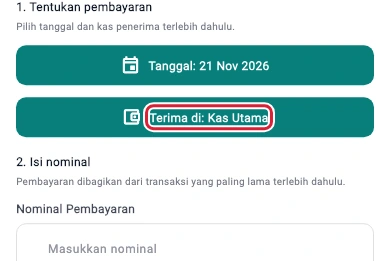 1. Tentukan pembayaran
Pilih tanggal dan kas penerima terlebih dahulu.
Tanggal: 21 Nov 2026
Terima di: Kas Utama
2. Isi nominal
Pembayaran dibagikan dari transaksi yang paling lama terlebih dahulu.
Nominal Pembayaran
Masukkan nominal